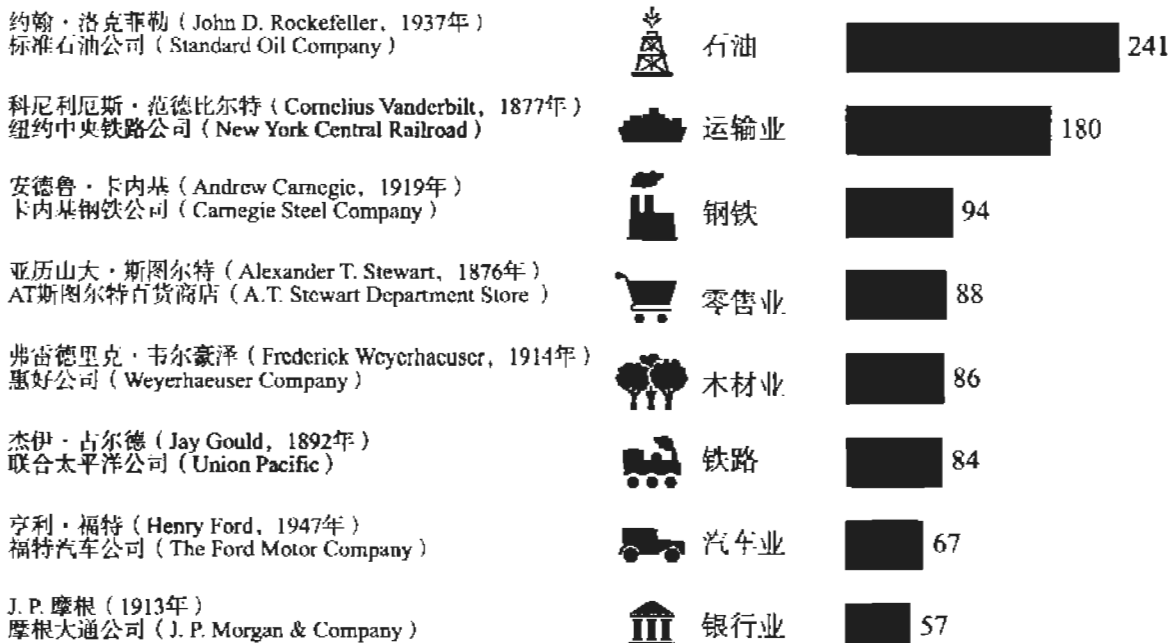 约翰·洛克菲勒（John D. Rockefeller, 1937年）
标准石油公司（Standard Oil Company）
石油
241
科尼利厄斯·范德比尔特（Cornelius Vanderbilt, 1877年）
纽约中央铁路公司（New York Central Railroad）
运输业
180
安德鲁·卡内基（Andrew Carnegie, 1919年）
卡内基钢铁公司（Carnegie Steel Company）
钢铁
94
亚历山大·斯图尔特（Alexander T. Stewart, 1876年）
AT斯图尔特百货商店（A.T. Stewart Department Store）
零售业
88
弗雷德里克·韦尔豪泽（Frederick Weyerhaeuser, 1914年）
惠好公司（Weyerhaeuser Company）
木材业
86
杰伊·古尔德（Jay Gould, 1892年）
联合太平洋公司（Union Pacific）
铁路
84
亨利·福特（Henry Ford, 1947年）
福特汽车公司（The Ford Motor Company）
汽车业
67
J. P. 摩根（1913年）
摩根大通公司（J. P. Morgan & Company）
银行业
57